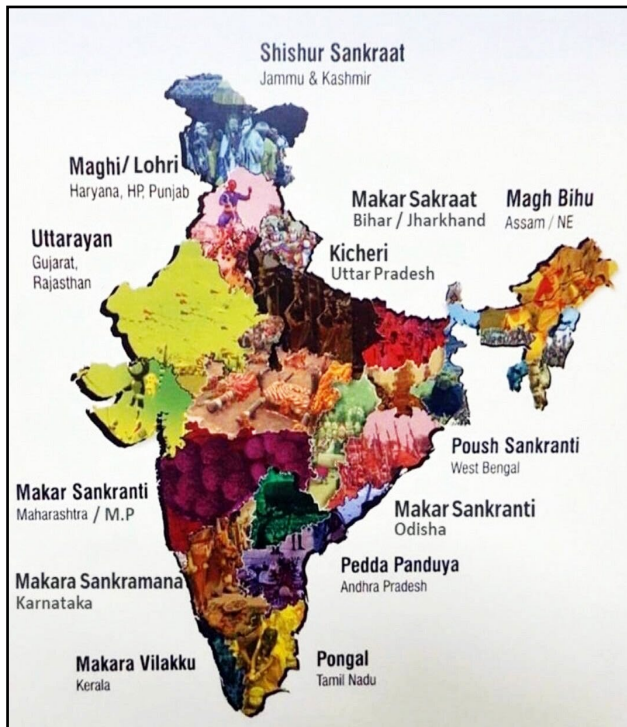 Shishur Sankraat
Jammu & Kashmir
Maghi/ Lohri
Haryana, HP, Punjab
Makar Sakraat
Bihar / Jharkhand
Magh Bihu
Assam / NE
Uttarayan
Gujarat,
Rajasthan
Kicheri
Uttar Pradesh
Poush Sankranti
West Bengal
Makar Sankranti
Maharashtra / M.P
Makar Sankranti
Odisha
Pedda Panduya
Andhra Pradesh
Makara Sankramana
Karnataka
Makara Vilakku
Kerala
Pongal
Tamil Nadu